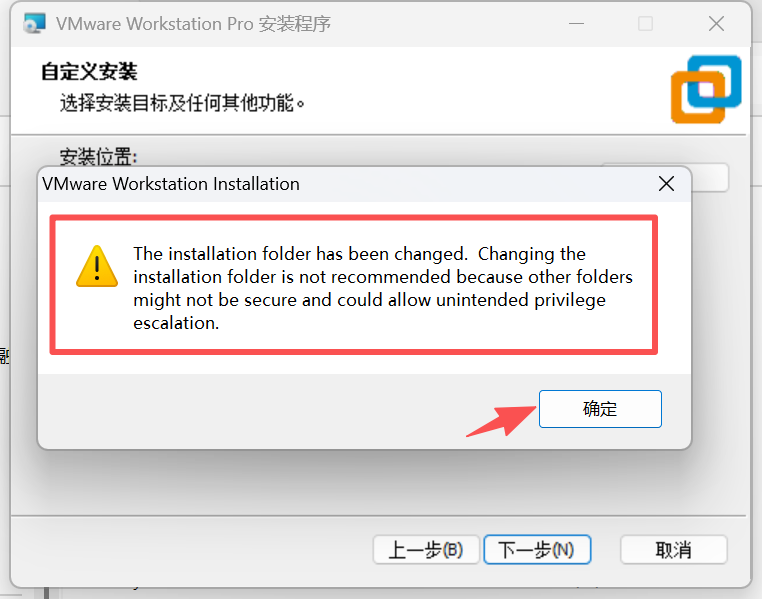 VMware Workstation Pro 安装程序
自定义安装
选择安装目标及任何其他功能。
安装位置:
VMware Workstation Installation
The installation folder has been changed.  Changing the
installation folder is not recommended because other folders
might not be secure and could allow unintended privilege
escalation.
确定
上一步(B)
下一步(N)
取消